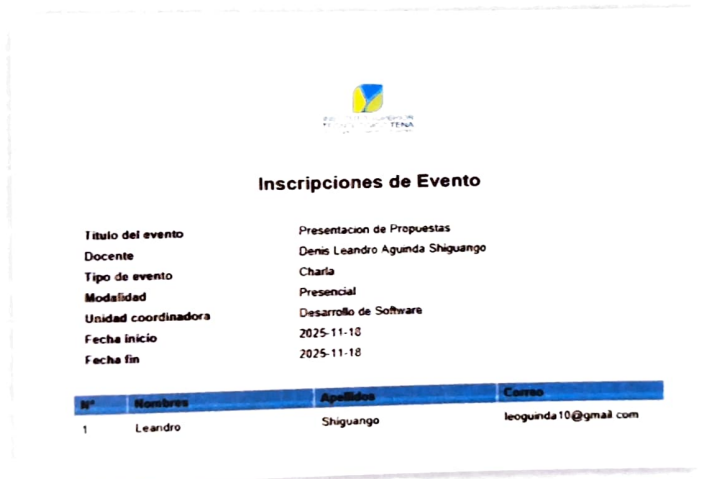 TENA
Inscripciones de Evento
Titulo del evento Presentacion de Propuestas
Docente Denis Leandro Aguinda Shiguango
Tipo de evento Charla
Modalidad Presencial
Unidad coordinadora Desarrollo de Software
Fecha inicio 2025-11-18
Fecha fin 2025-11-18
N° Nombres Apellidos Correo
1 Leandro Shiguango leoguinda10@gmail.com